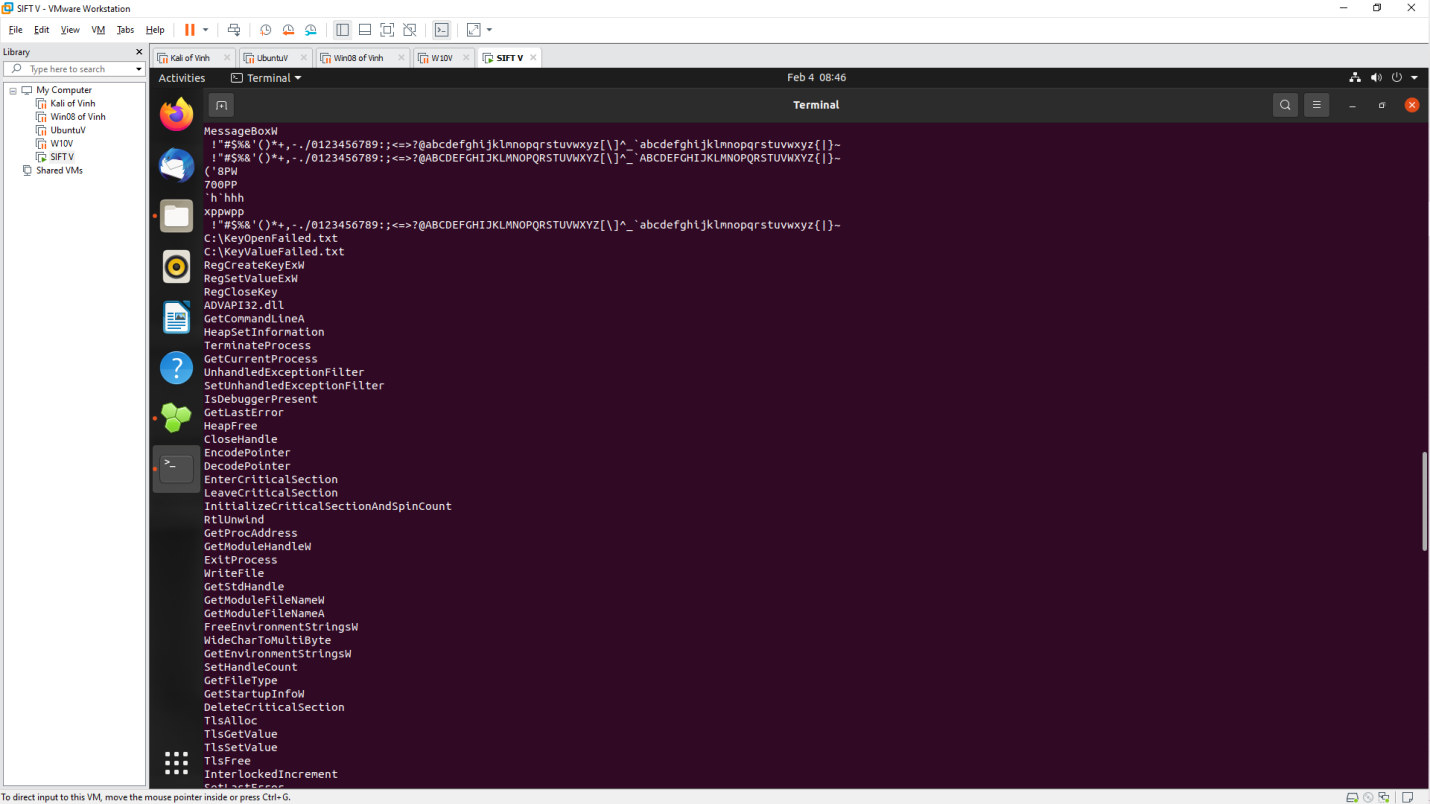 SIFT V - VMware Workstation
File Edit View VM Tabs Help
Library
Type here to search
My Computer
Kali of Vinh
Win08 of Vinh
UbuntuV
W10V
SIFT V
Shared VMs
Kali of Vinh UbuntuV Win08 of Vinh W10V SIFT V
Activities Terminal Feb 4 08:46
Terminal
MessageBoxW
 !"#$%&'()*+,-./0123456789:;<=>?@abcdefghijklmnopqrstuvwxyz[\]^_`abcdefghijklmnopqrstuvwxyz{|}~
 !"#$%&'()*+,-./0123456789:;<=>?@ABCDEFGHIJKLMNOPQRSTUVWXYZ[\]^_`ABCDEFGHIJKLMNOPQRSTUVWXYZ{|}~
('8PW
700PP
`h`hhh
xppwpp
 !"#$%&'()*+,-./0123456789:;<=>?@ABCDEFGHIJKLMNOPQRSTUVWXYZ[\]^_`abcdefghijklmnopqrstuvwxyz{|}~
C:\KeyOpenFailed.txt
C:\KeyValueFailed.txt
RegCreateKeyExW
RegSetValueExW
RegCloseKey
ADVAPI32.dll
GetCommandLineA
HeapSetInformation
TerminateProcess
GetCurrentProcess
UnhandledExceptionFilter
SetUnhandledExceptionFilter
IsDebuggerPresent
GetLastError
HeapFree
CloseHandle
EncodePointer
DecodePointer
EnterCriticalSection
LeaveCriticalSection
InitializeCriticalSectionAndSpinCount
RtlUnwind
GetProcAddress
GetModuleHandleW
ExitProcess
WriteFile
GetStdHandle
GetModuleFileNameW
GetModuleFileNameA
FreeEnvironmentStringsW
WideCharToMultiByte
GetEnvironmentStringsW
SetHandleCount
GetFileType
GetStartupInfoW
DeleteCriticalSection
TlsAlloc
TlsGetValue
TlsSetValue
TlsFree
InterlockedIncrement
SetLastError
To direct input to this VM, move the mouse pointer inside or press Ctrl+G.